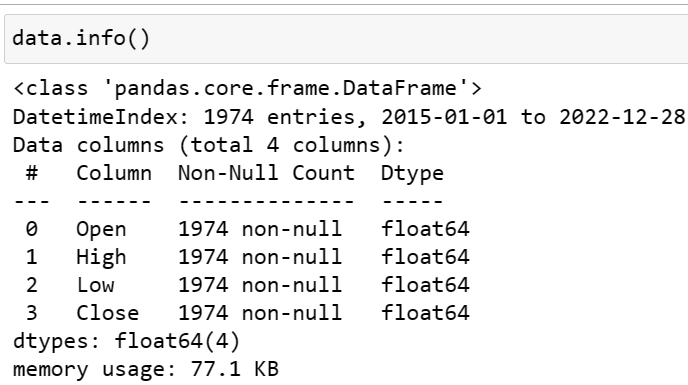 data.info()
<class 'pandas.core.frame.DataFrame'>
DatetimeIndex: 1974 entries, 2015-01-01 to 2022-12-28
Data columns (total 4 columns):
 #   Column  Non-Null Count  Dtype
---  ------  --------------  -----
 0   Open    1974 non-null   float64
 1   High    1974 non-null   float64
 2   Low     1974 non-null   float64
 3   Close   1974 non-null   float64
dtypes: float64(4)
memory usage: 77.1 KB